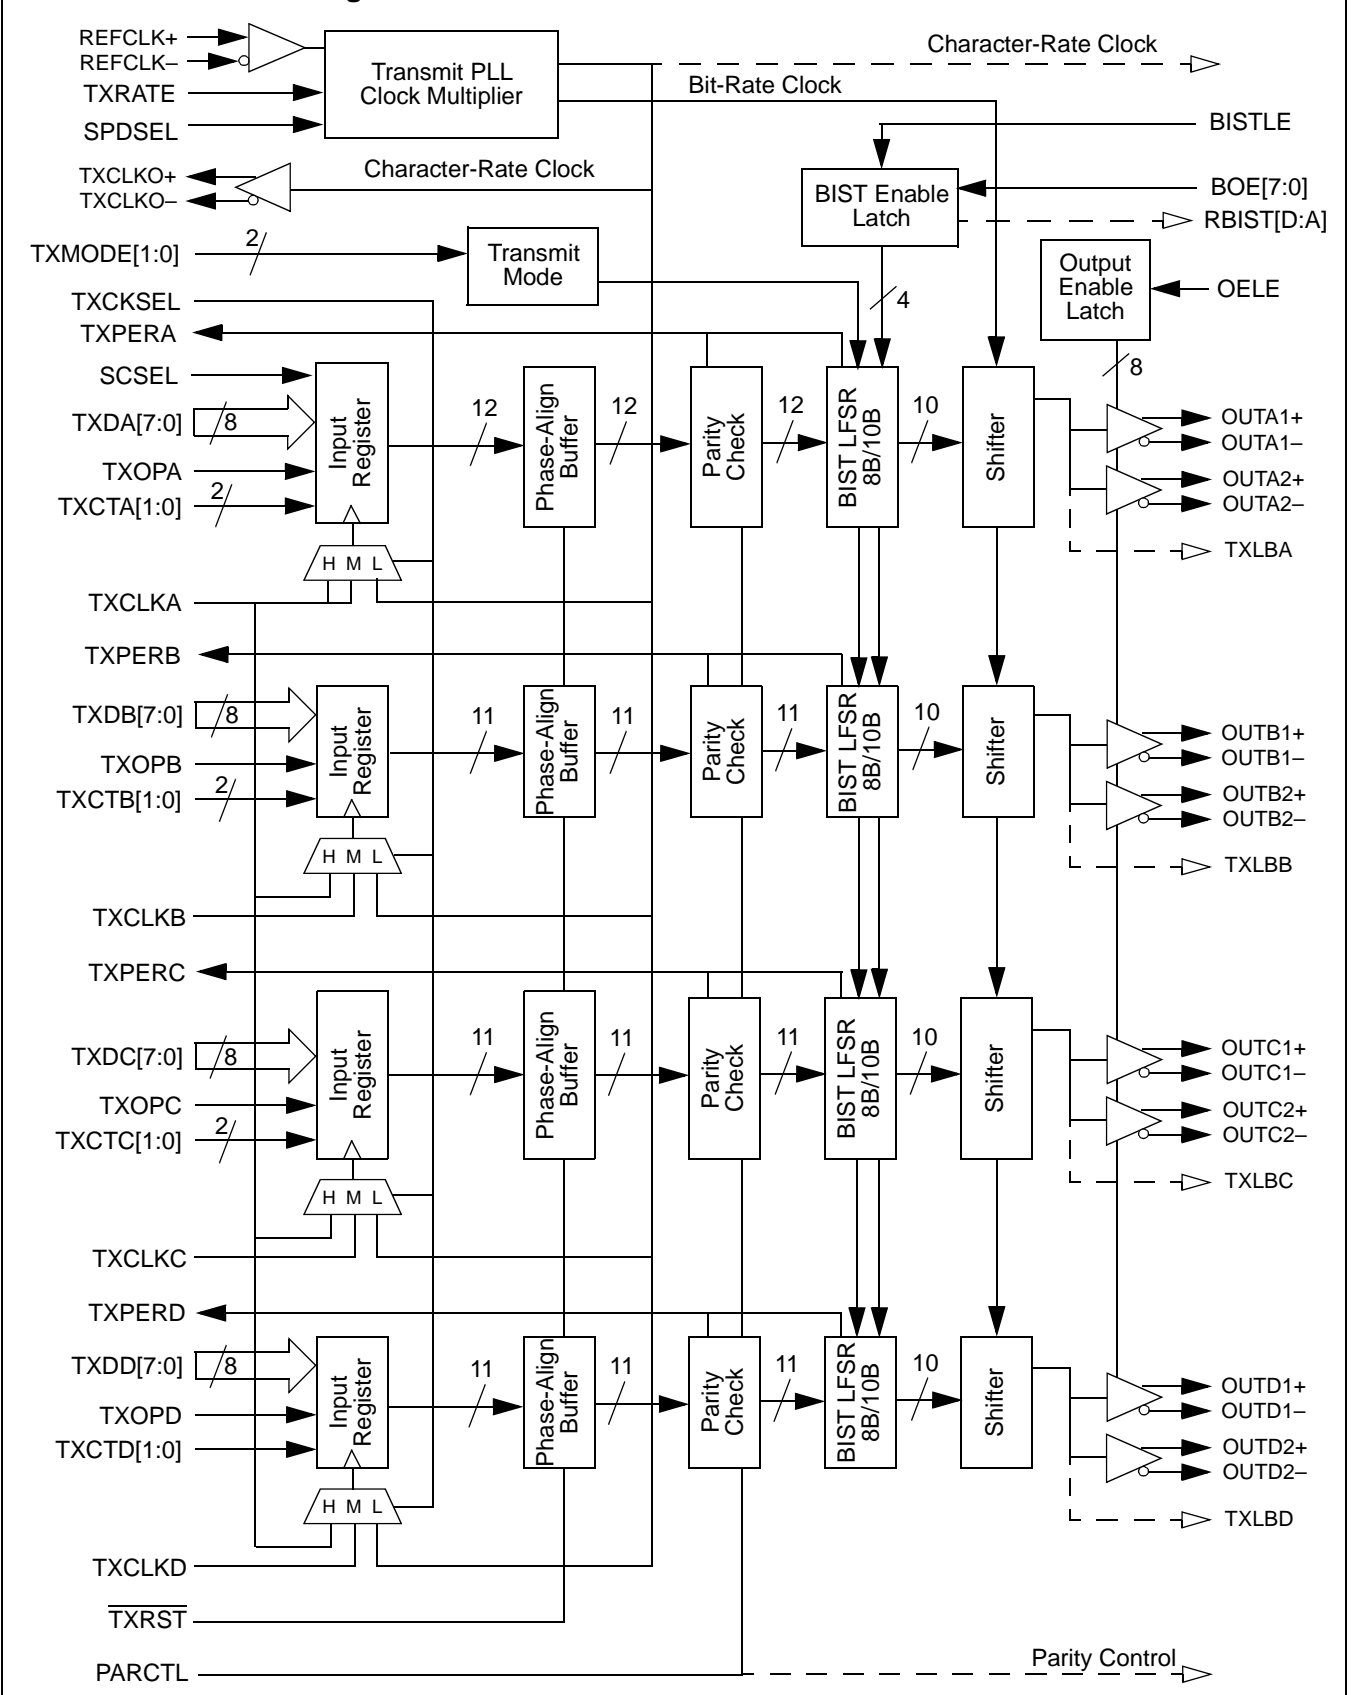 REFCLK+
REFCLK–
TXRATE
SPDSEL
Transmit PLL
Clock Multiplier
Character-Rate Clock
Bit-Rate Clock
BISTLE
TXCLKO+
TXCLKO–
Character-Rate Clock
BIST Enable
Latch
BOE[7:0]
RBIST[D:A]
TXMODE[1:0]
2
Transmit
Mode
4
Output
Enable
Latch
OELE
8
TXCKSEL
TXPERA
SCSEL
TXDA[7:0]
8
TXOPA
TXCTA[1:0]
2
Input
Register
12
Phase-Align
Buffer
12
Parity
Check
12
BIST LFSR
8B/10B
10
Shifter
OUTA1+
OUTA1–
OUTA2+
OUTA2–
TXLBA
H M L
TXCLKA
TXPERB
TXDB[7:0]
8
TXOPB
TXCTB[1:0]
2
Input
Register
11
Phase-Align
Buffer
11
Parity
Check
11
BIST LFSR
8B/10B
10
Shifter
OUTB1+
OUTB1–
OUTB2+
OUTB2–
TXLBB
H M L
TXCLKB
TXPERC
TXDC[7:0]
8
TXOPC
TXCTC[1:0]
2
Input
Register
11
Phase-Align
Buffer
11
Parity
Check
11
BIST LFSR
8B/10B
10
Shifter
OUTC1+
OUTC1–
OUTC2+
OUTC2–
TXLBC
H M L
TXCLKC
TXPERD
TXDD[7:0]
8
TXOPD
TXCTD[1:0]
Input
Register
11
Phase-Align
Buffer
11
Parity
Check
11
BIST LFSR
8B/10B
10
Shifter
OUTD1+
OUTD1–
OUTD2+
OUTD2–
TXLBD
H M L
TXCLKD
TXRST
PARCTL
Parity Control